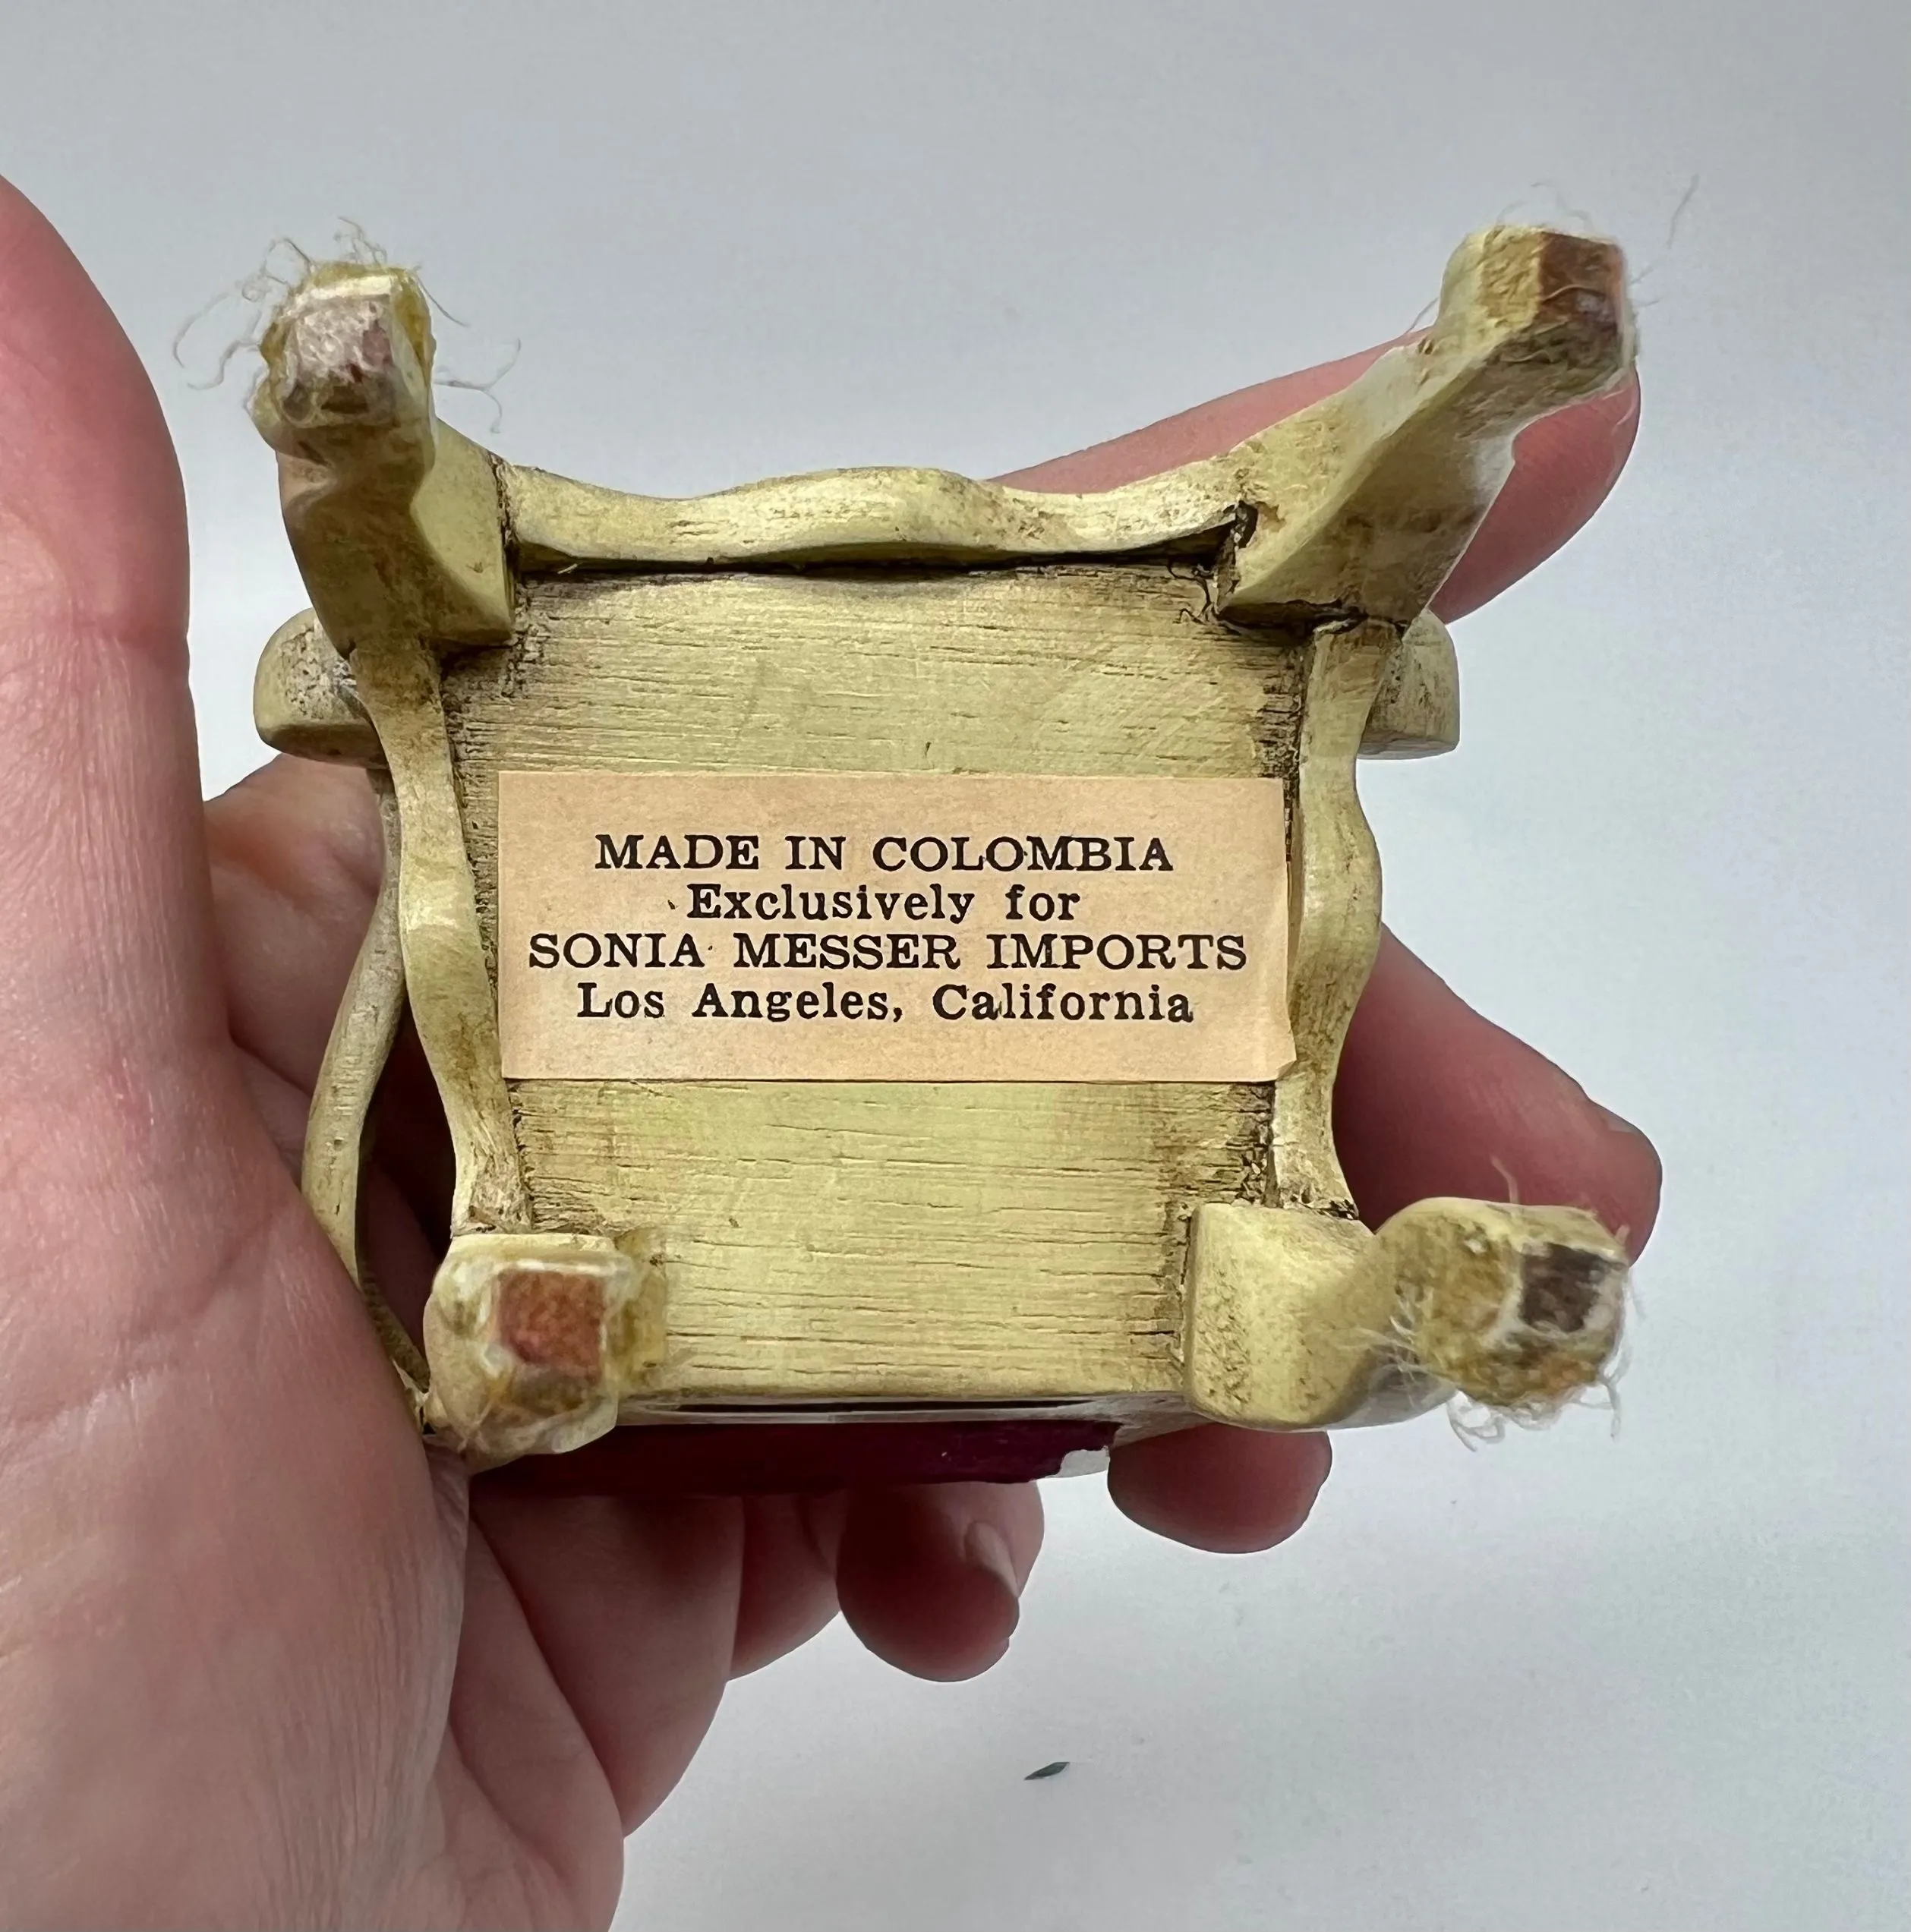 MADE IN COLOMBIA
Exclusively for
SONIA MESSER IMPORTS
Los Angeles, California